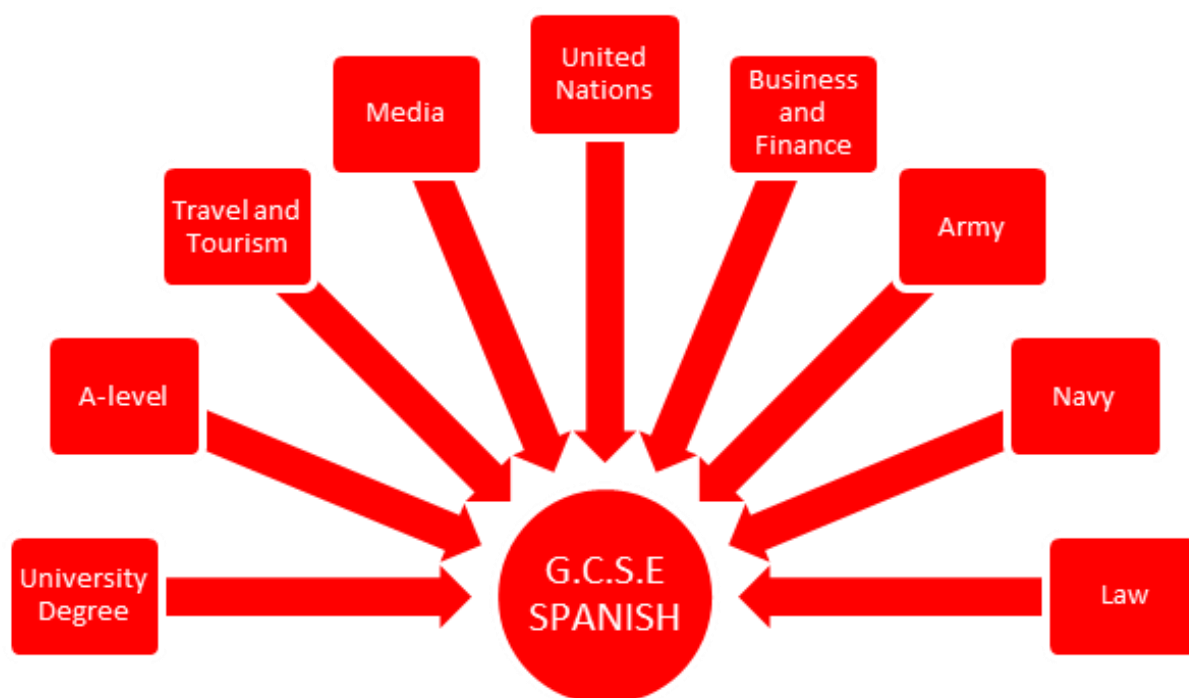 United
Nations
Business
and
Finance
Media
Travel and
Tourism
Army
A-level
Navy
University
Degree
G.C.S.E
SPANISH
Law